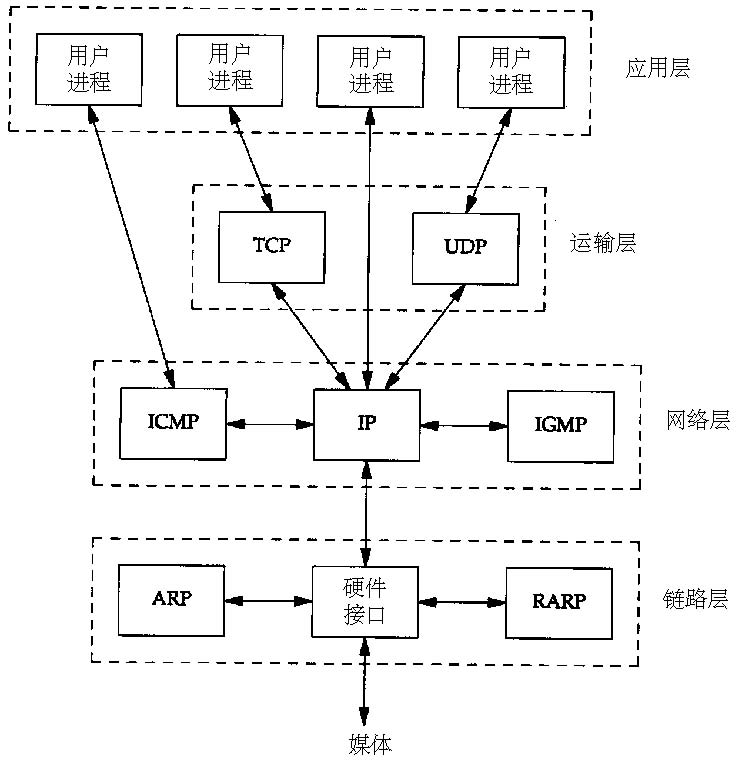 用户
进程
用户
进程
用户
进程
用户
进程
应用层
TCP
UDP
运输层
ICMP
IP
IGMP
网络层
ARP
硬件
接口
RARP
链路层
媒体